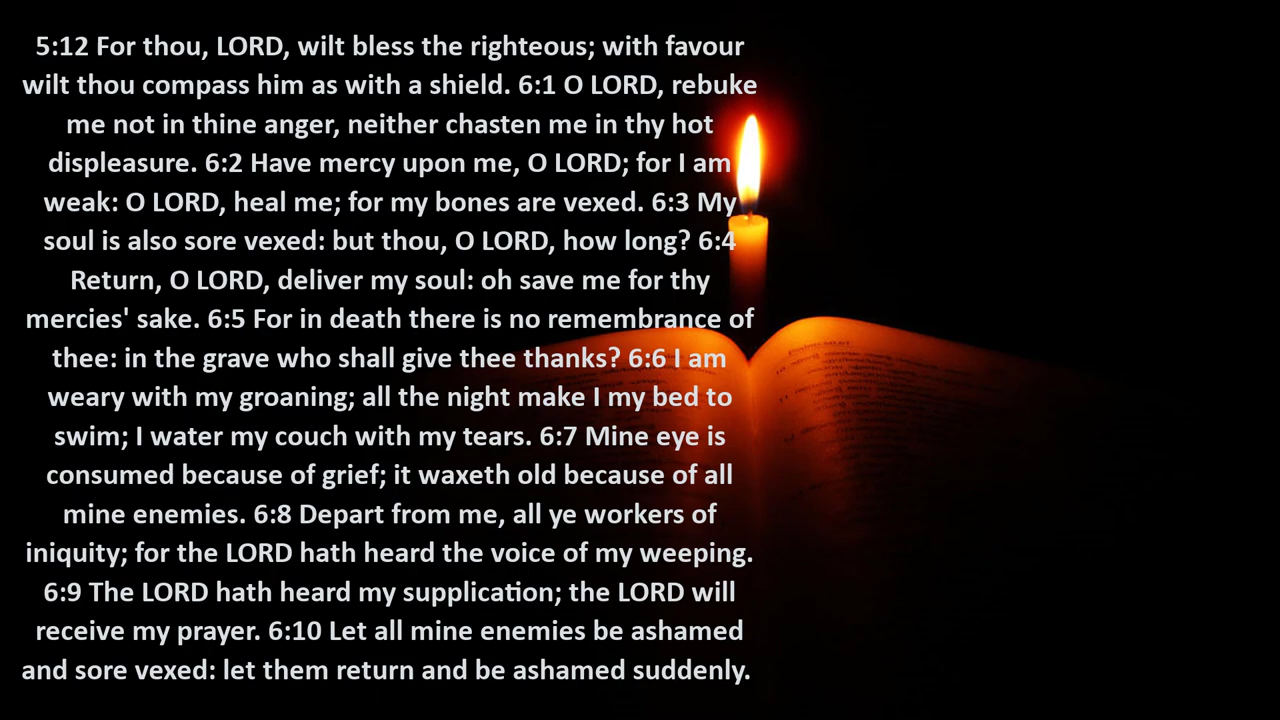 5:12 For thou, LORD, wilt bless the righteous; with favour
wilt thou compass him as with a shield. 6:1 O LORD, rebuke
me not in thine anger, neither chasten me in thy hot
displeasure. 6:2 Have mercy upon me, O LORD; for I am
weak: O LORD, heal me; for my bones are vexed. 6:3 My
soul is also sore vexed: but thou, O LORD, how long? 6:4
Return, O LORD, deliver my soul: oh save me for thy
mercies' sake. 6:5 For in death there is no remembrance of
thee: in the grave who shall give thee thanks? 6:6 I am
weary with my groaning; all the night make I my bed to
swim; I water my couch with my tears. 6:7 Mine eye is
consumed because of grief; it waxeth old because of all
mine enemies. 6:8 Depart from me, all ye workers of
iniquity; for the LORD hath heard the voice of my weeping.
6:9 The LORD hath heard my supplication; the LORD will
receive my prayer. 6:10 Let all mine enemies be ashamed
and sore vexed: let them return and be ashamed suddenly.